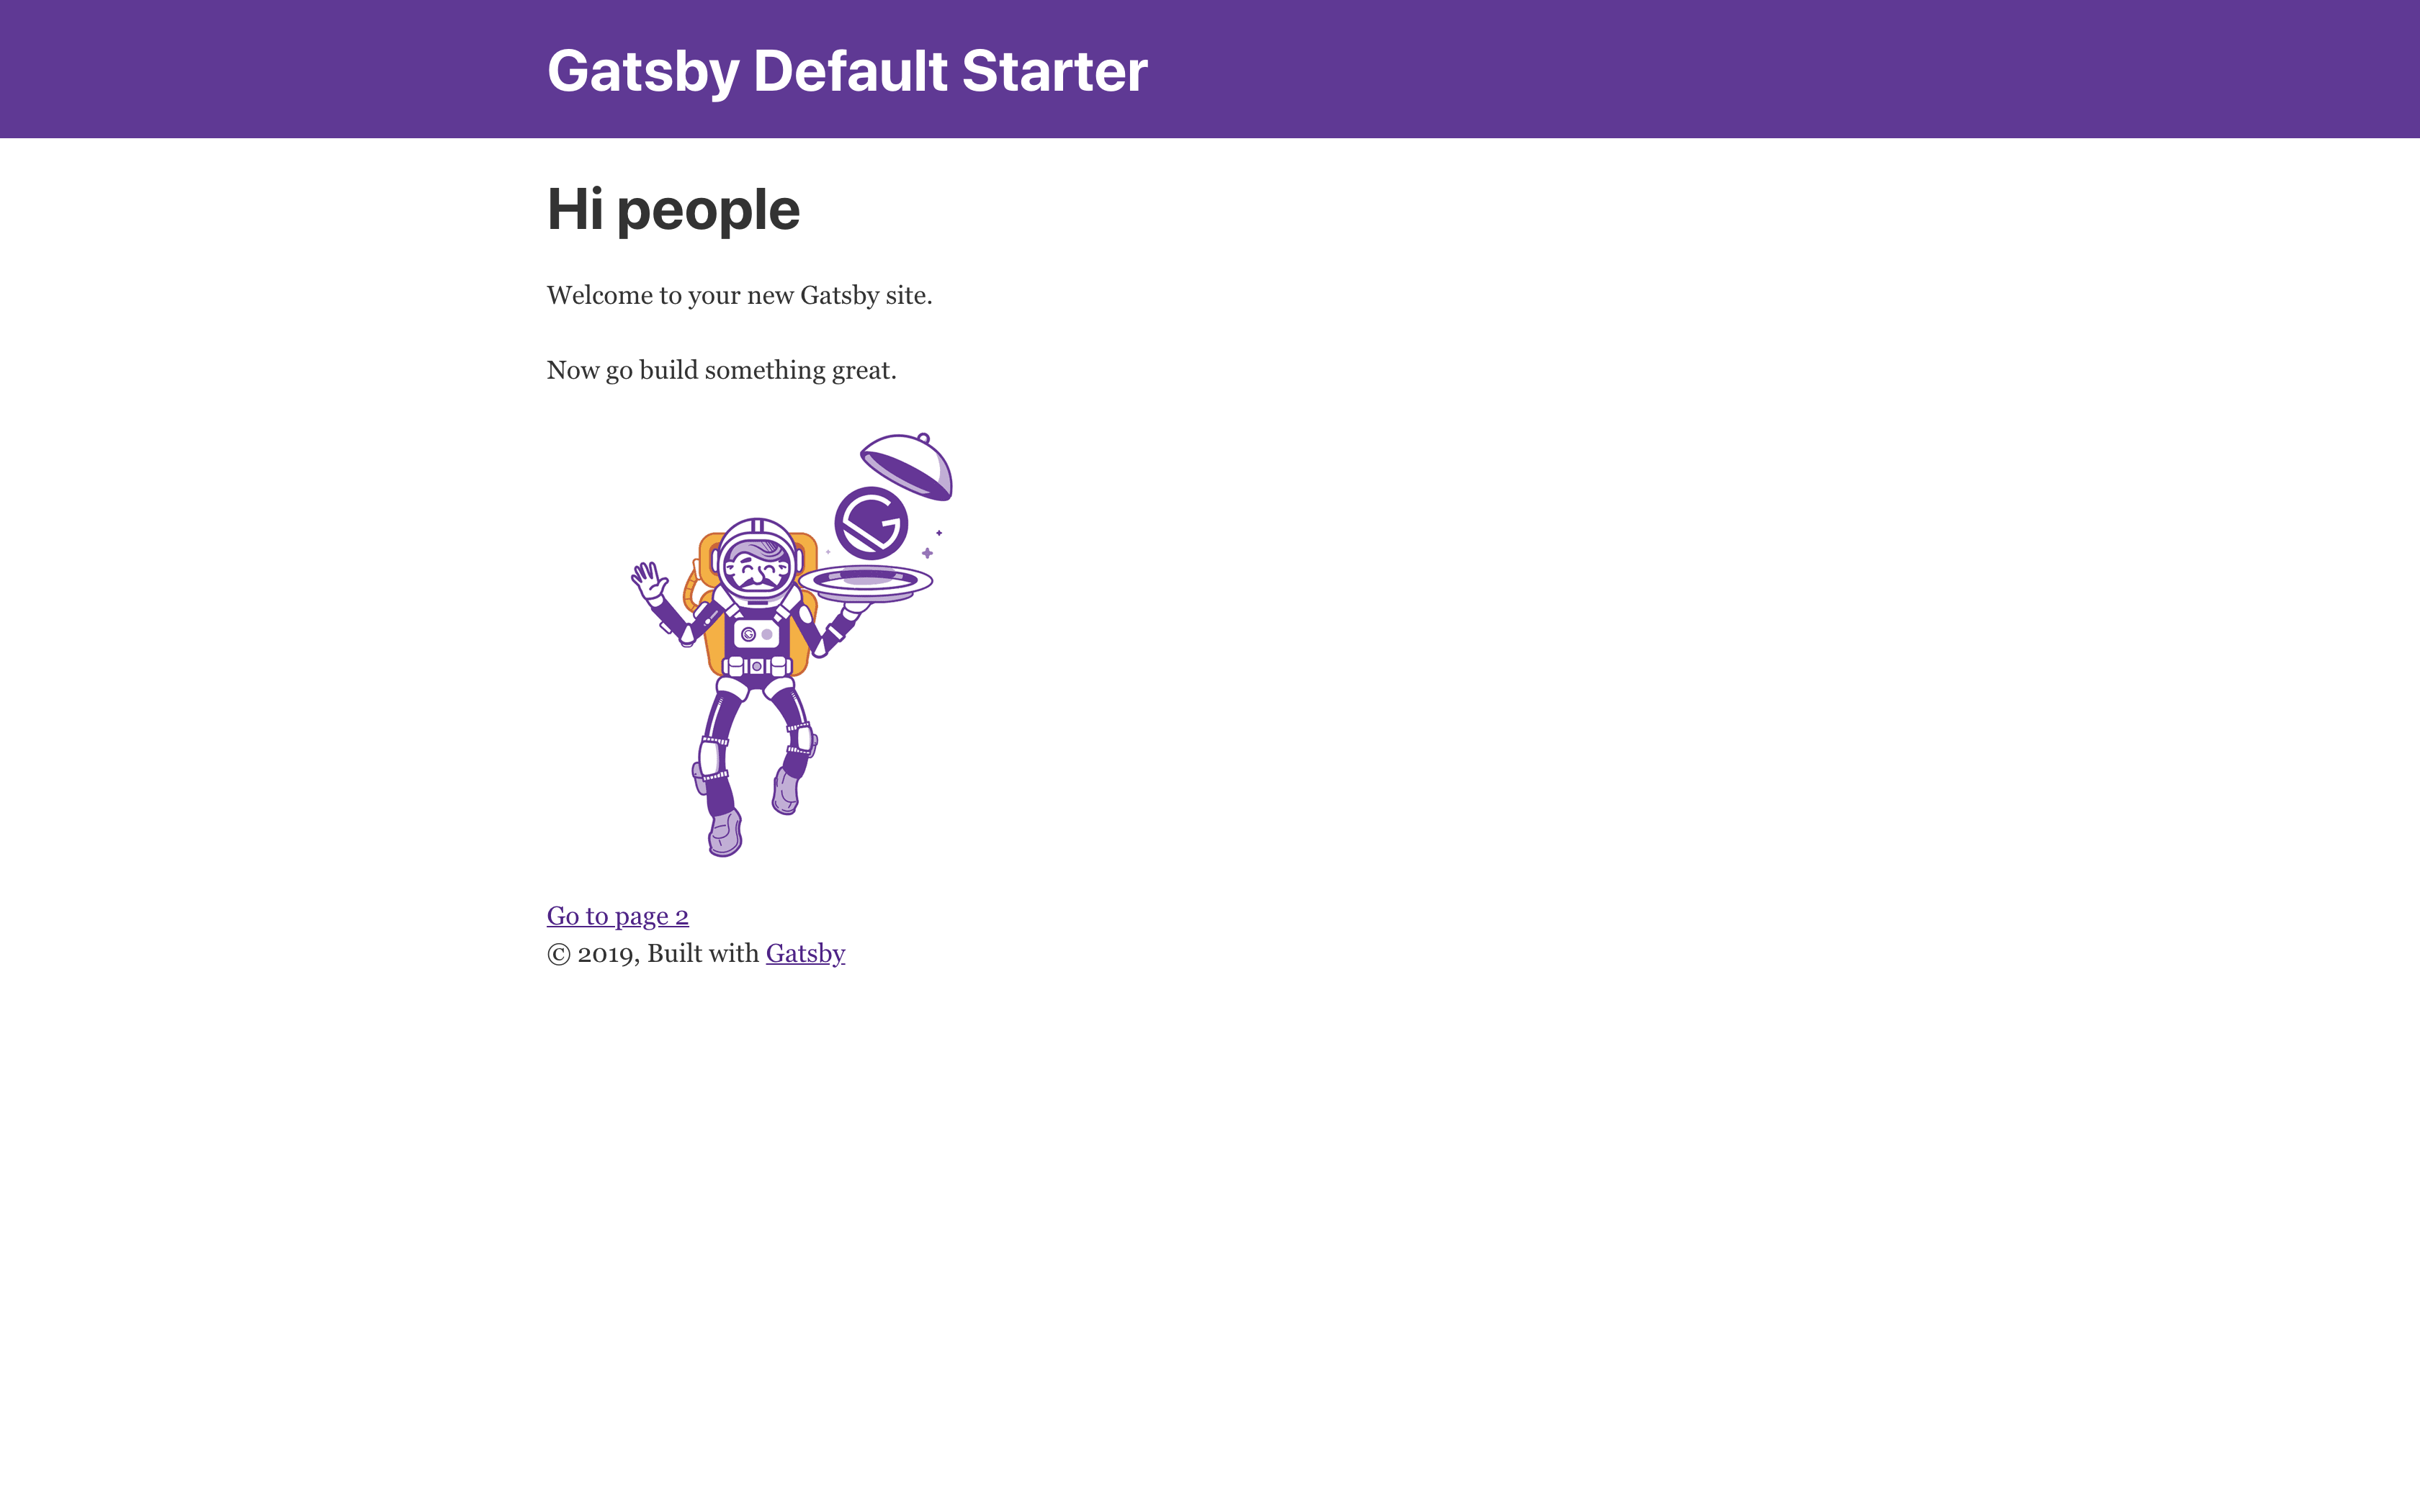 Gatsby Default Starter
Hi people
Welcome to your new Gatsby site.
Now go build something great.
Go to page 2
© 2019, Built with Gatsby